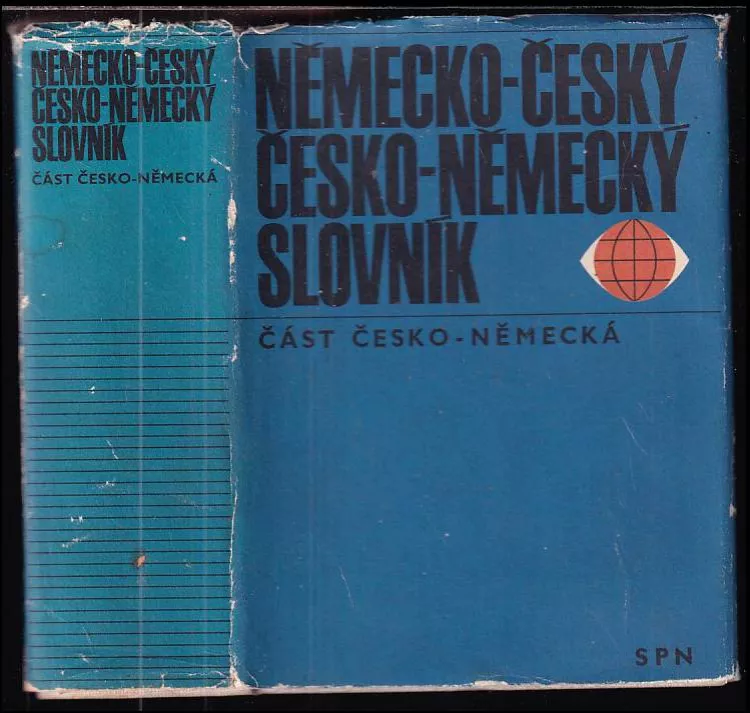 NĚMECKO-ČESKÝ
ČESKO-NĚMECKÝ
SLOVNÍK
ČÁST ČESKO-NĚMECKÁ
NĚMECKO-ČESKÝ
ČESKO-NĚMECKÝ
SLOVNÍK
ČÁST ČESKO-NĚMECKÁ
SPN